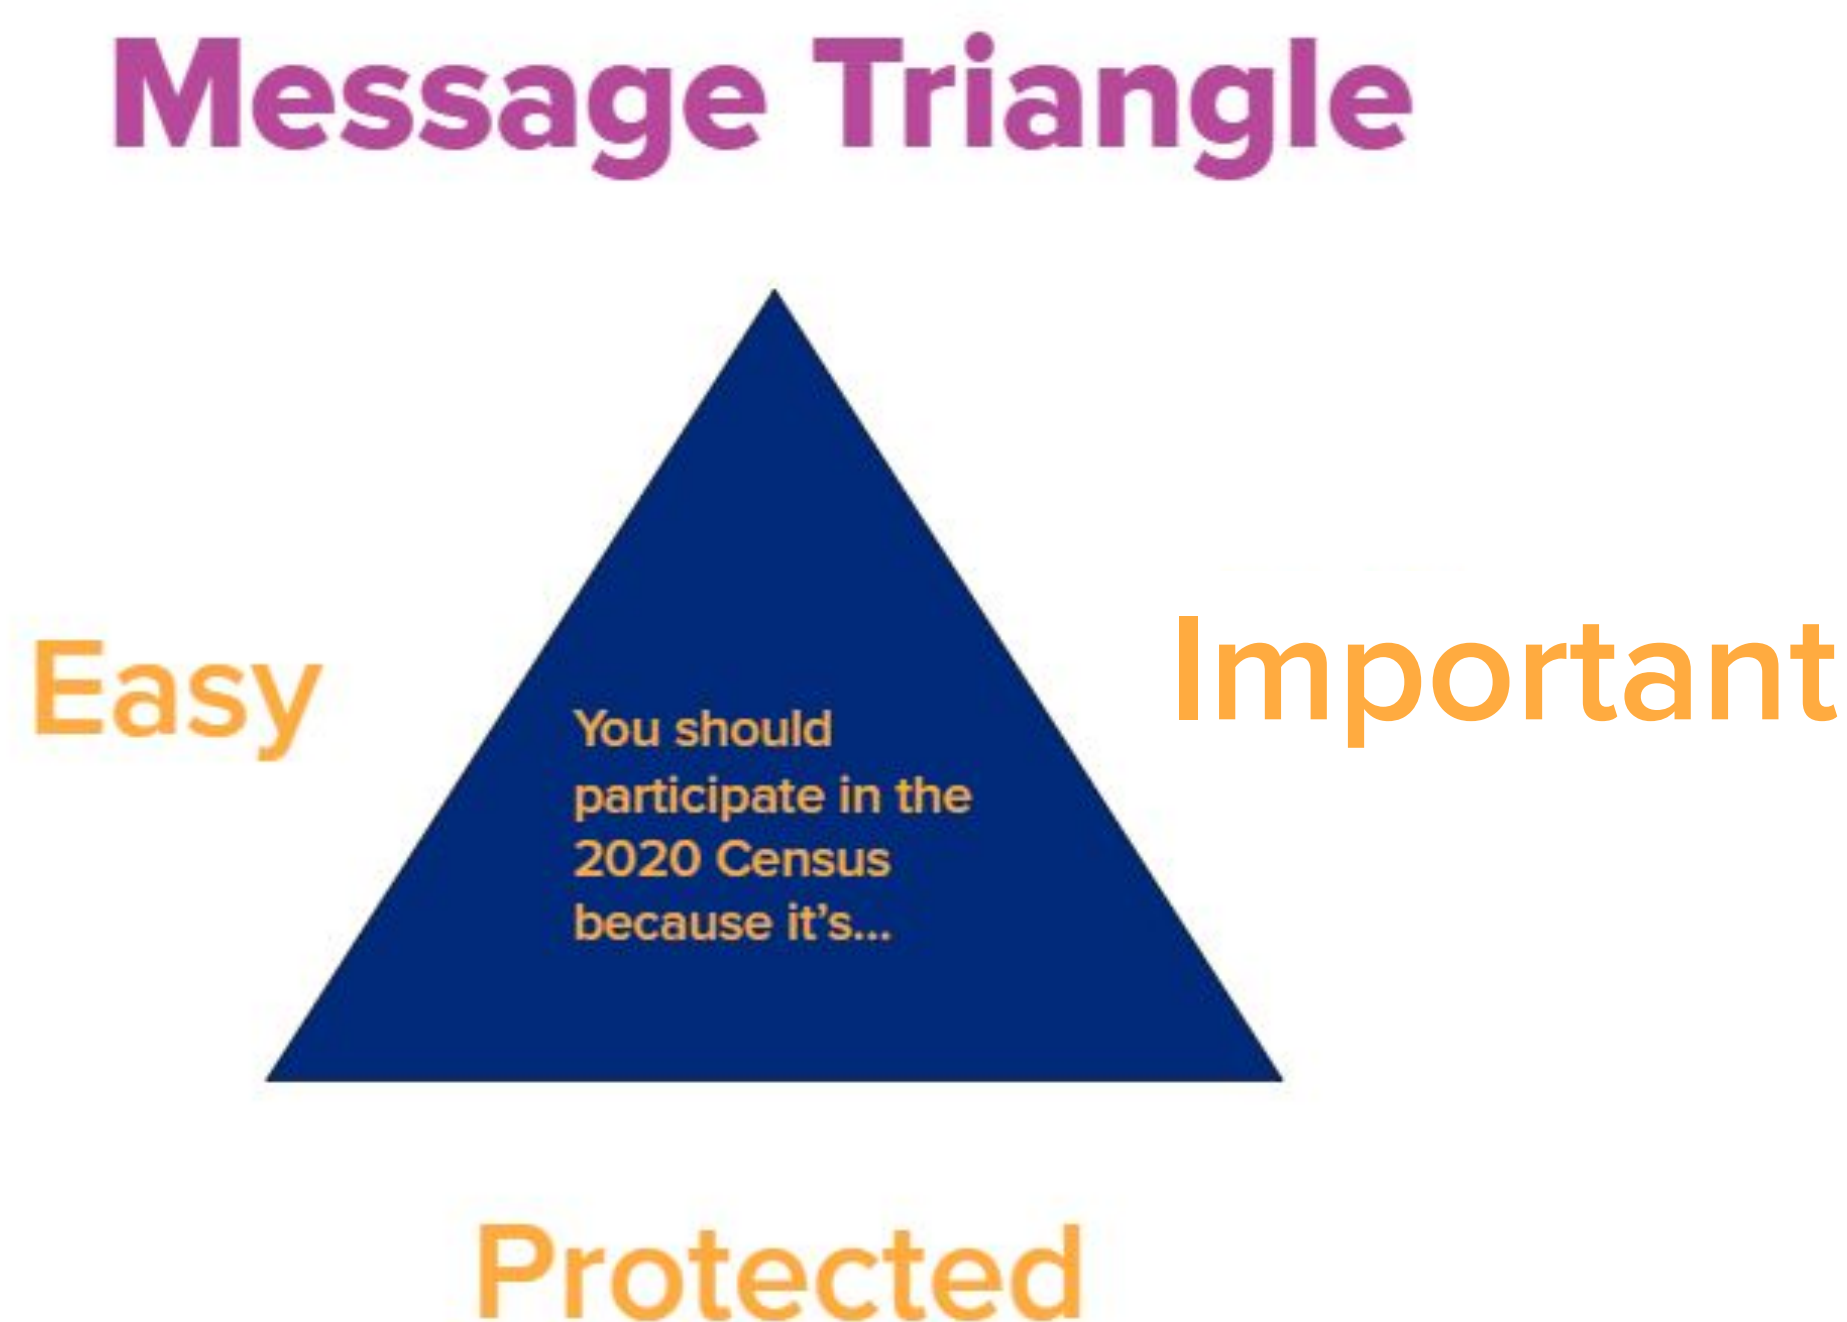 Message Triangle
Easy
Important
You should
participate in the
2020 Census
because it's...
Protected